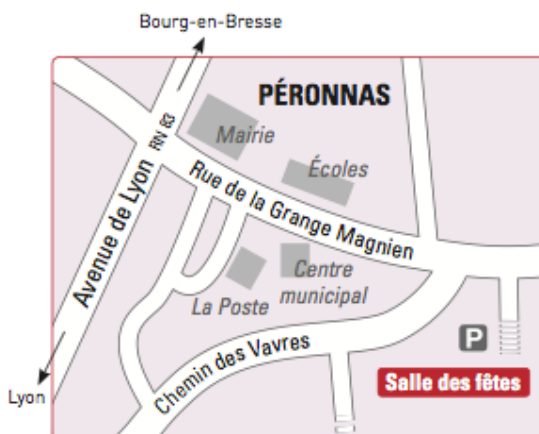 Bourg-en-Bresse
PÉRONNAS
Mairie
RN 83
Écoles
Avenue de Lyon
Rue de la Grange Magnien
La Poste
Centre
municipal
Chemin des Vavres
P
Salle des fêtes
Lyon